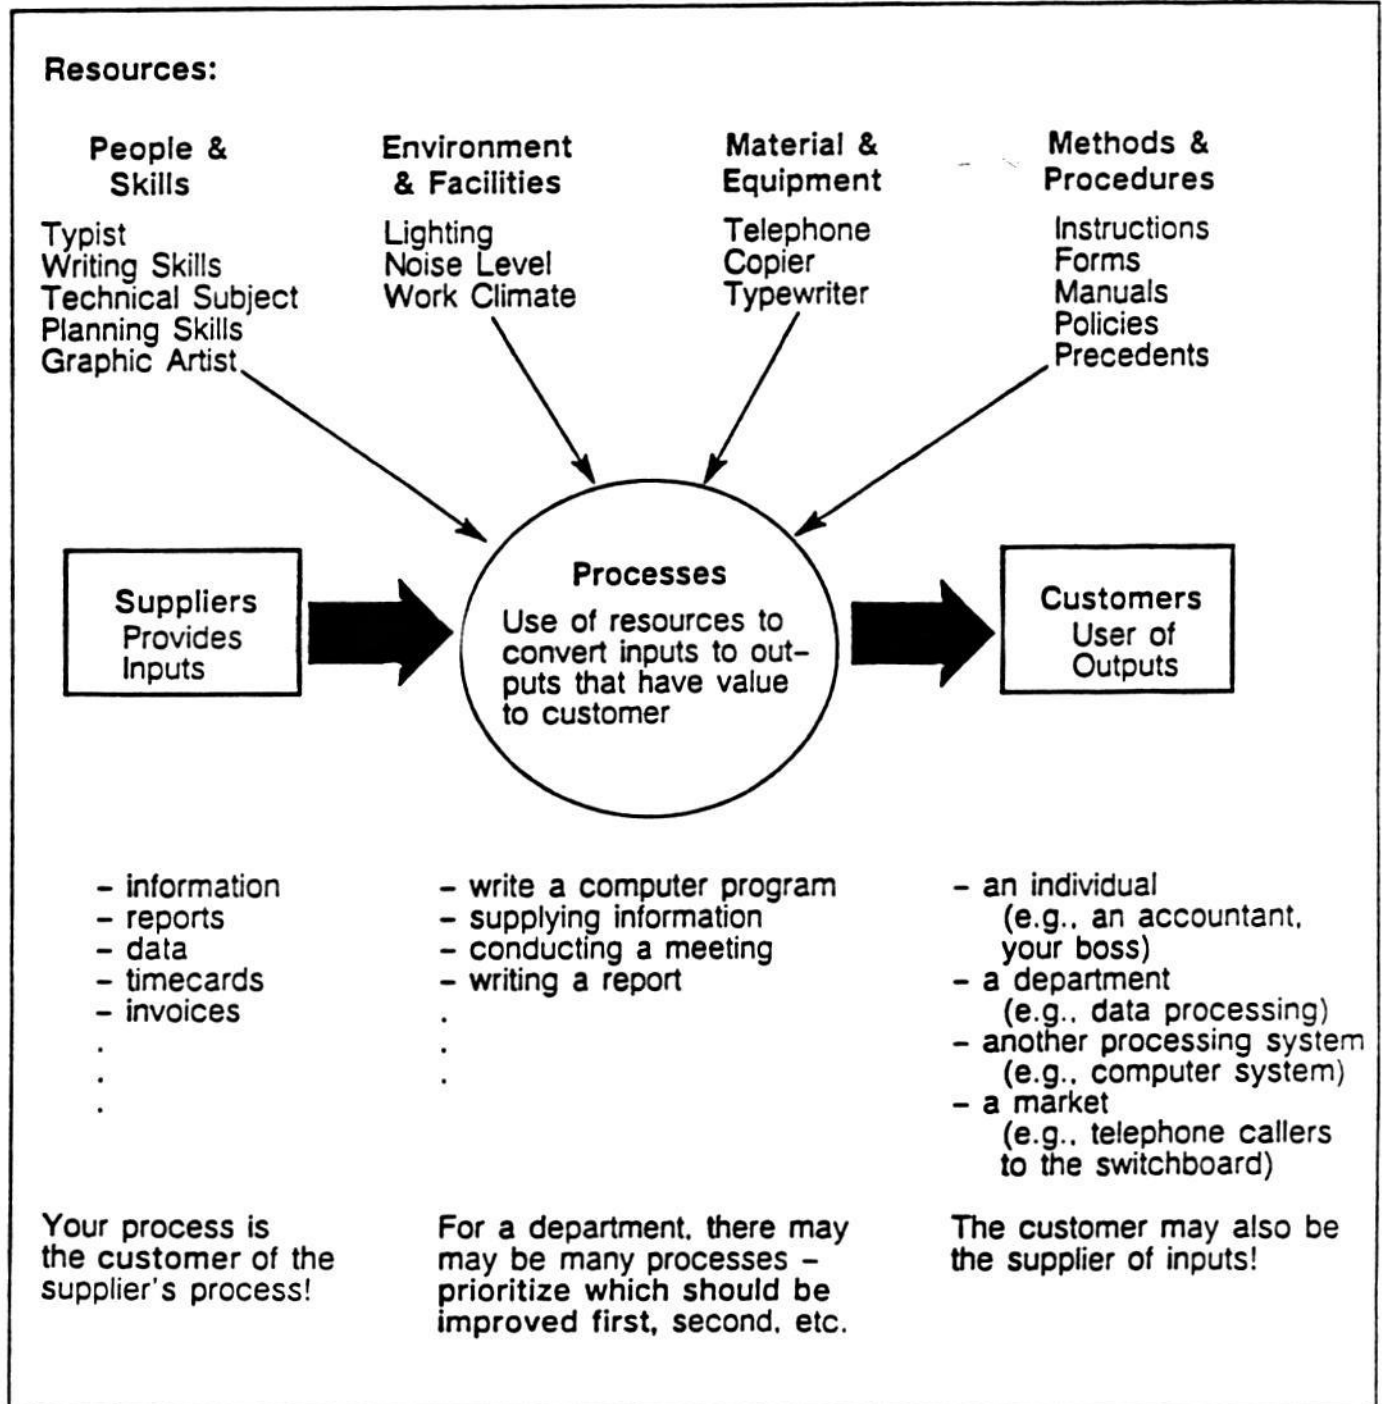 Resources:
People &
Skills
Typist
Writing Skills
Technical Subject
Planning Skills
Graphic Artist
Environment
& Facilities
Lighting
Noise Level
Work Climate
Material &
Equipment
Telephone
Copier
Typewriter
Methods &
Procedures
Instructions
Forms
Manuals
Policies
Precedents
Suppliers
Provides
Inputs
Processes
Use of resources to
convert inputs to out-
puts that have value
to customer
Customers
User of
Outputs
- information
- reports
- data
- timecards
- invoices
.
.
.
Your process is
the customer of the
supplier's process!
- write a computer program
- supplying information
- conducting a meeting
- writing a report
.
.
.
For a department, there may
may be many processes -
prioritize which should be
improved first, second, etc.
- an individual
(e.g., an accountant,
your boss)
- a department
(e.g., data processing)
- another processing system
(e.g., computer system)
- a market
(e.g., telephone callers
to the switchboard)
The customer may also be
the supplier of inputs!